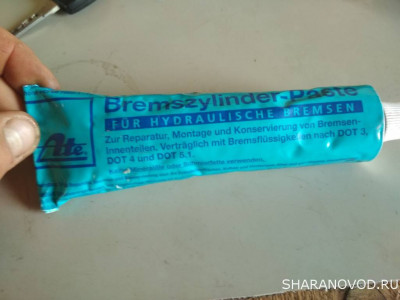 Bremszylinder-Paste
FÜR HYDRAULISCHE BREMSEN
Zur Reparatur, Montage und Konservierung von Bremsen-
Innenteilen. Verträglich mit Bremsflüssigkeiten nach DOT 3,
DOT 4 und DOT 5.1.
Ate
SHARANOVOD.RU